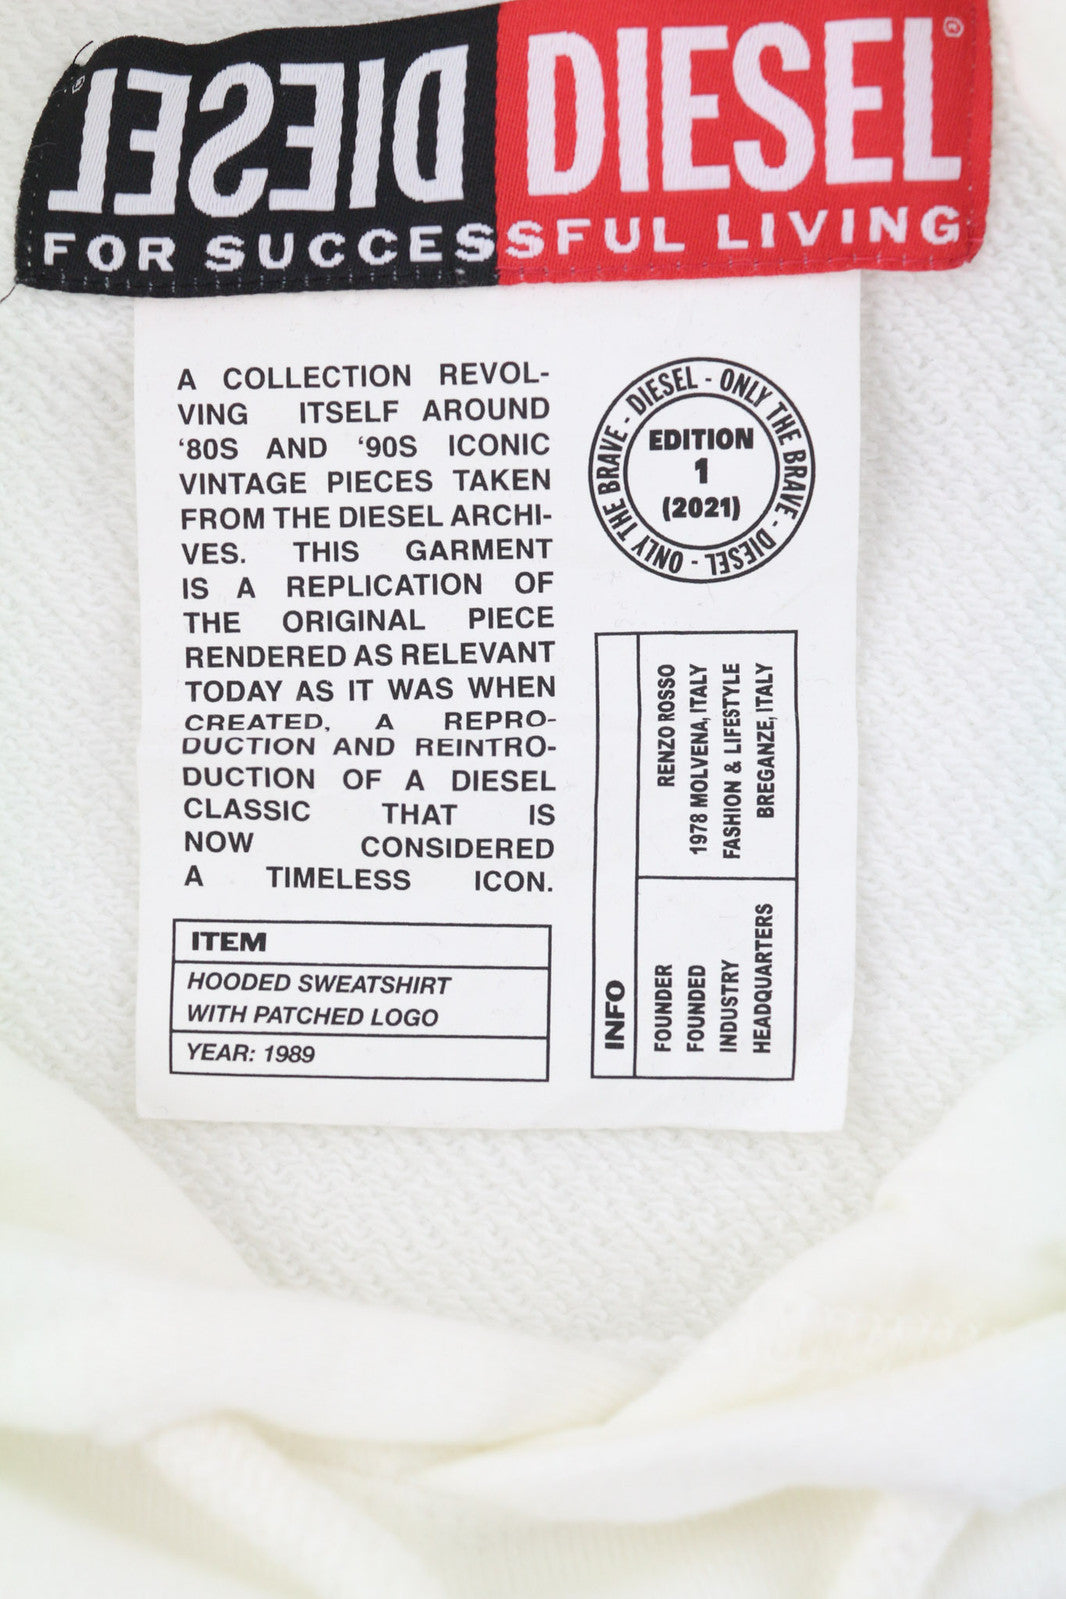 DIESEL DIESEL®
FOR SUCCESSFUL LIVING
A COLLECTION REVOL-
VING ITSELF AROUND
‘80S AND ‘90S ICONIC
VINTAGE PIECES TAKEN
FROM THE DIESEL ARCHI-
VES. THIS GARMENT
IS A REPLICATION OF
THE ORIGINAL PIECE
RENDERED AS RELEVANT
TODAY AS IT WAS WHEN
CREATED, A REPRO-
DUCTION AND REINTRO-
DUCTION OF A DIESEL
CLASSIC THAT IS
NOW CONSIDERED
A TIMELESS ICON.
ITEM
HOODED SWEATSHIRT
WITH PATCHED LOGO
YEAR: 1989
DIESEL - ONLY THE BRAVE - DIESEL - ONLY THE BRAVE -
EDITION
1
(2021)
INFO
FOUNDER RENZO ROSSO
FOUNDED 1978 MOLVENA, ITALY
INDUSTRY FASHION & LIFESTYLE
HEADQUARTERS BREGANZE, ITALY